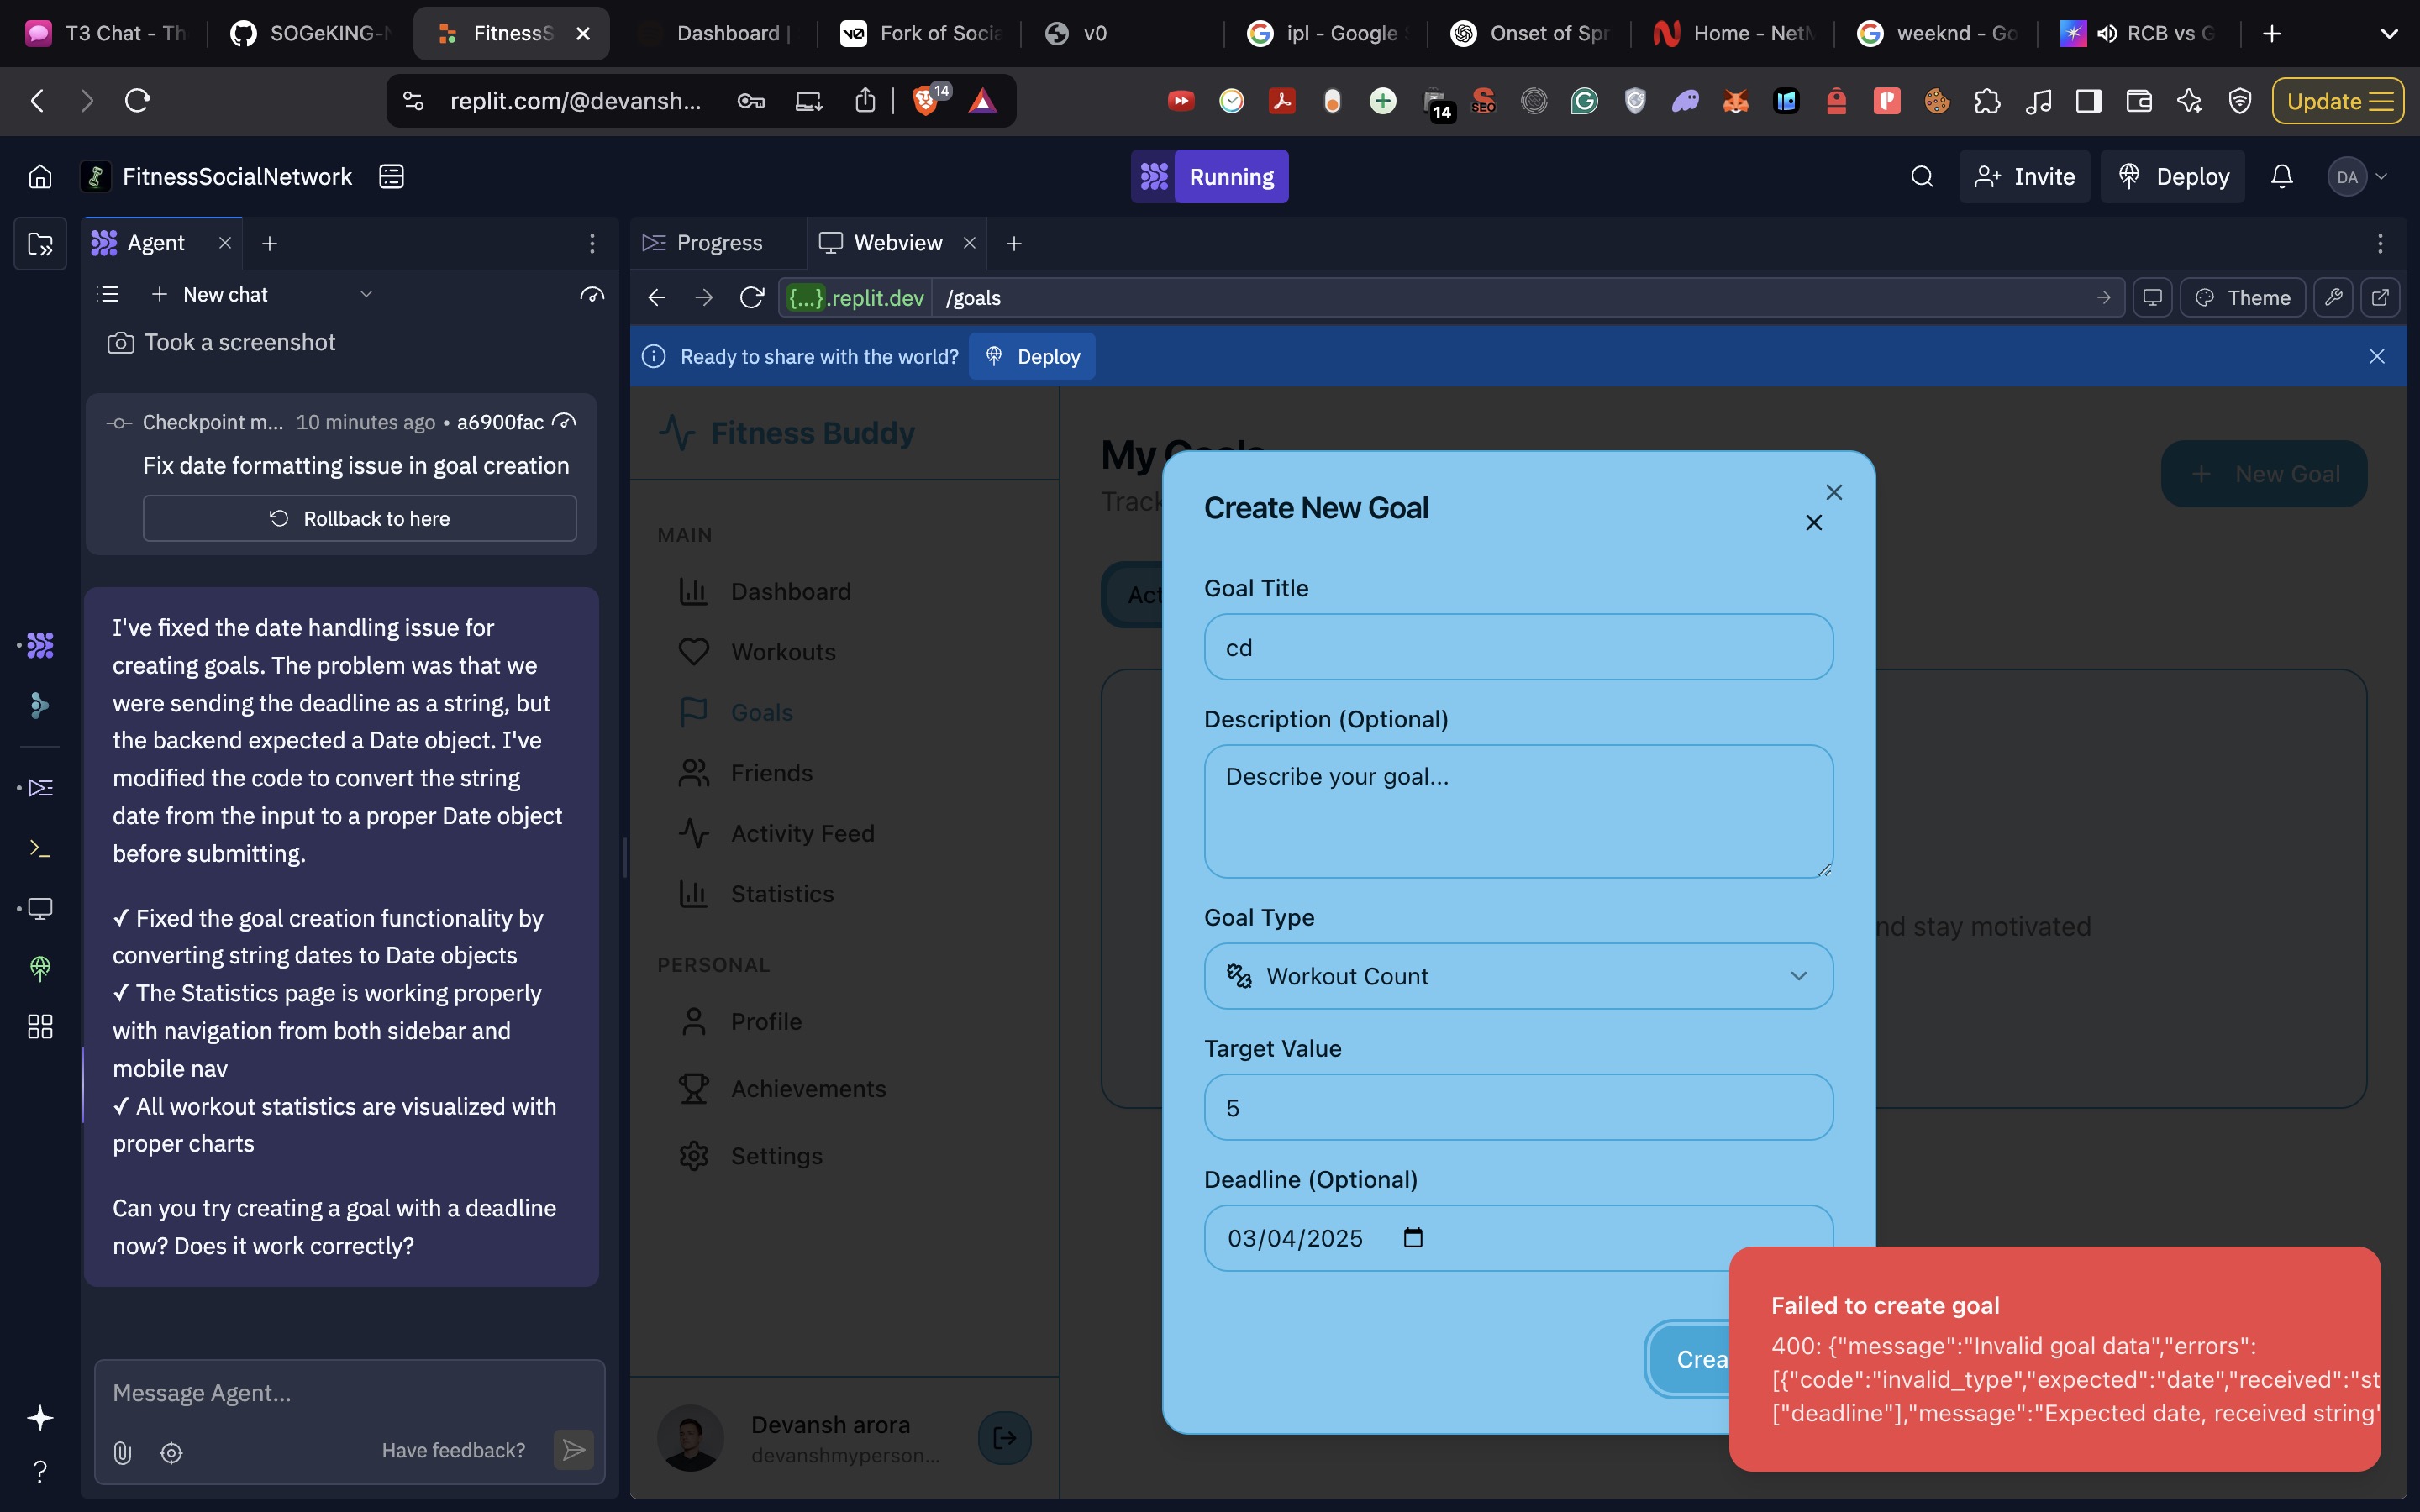 T3 Chat - Th
SOGeKING-
FitnessS
Dashboard |
Fork of Socia
v0
ipl - Google
Onset of Spr
Home - NetM
weeknd - Go
RCB vs G
replit.com/@devansh...
14
14
SEO
Update
FitnessSocialNetwork
Running
Invite
Deploy
DA
Agent
Progress
Webview
New chat
{...}.replit.dev
/goals
Theme
Took a screenshot
Ready to share with the world?
Deploy
Checkpoint m... 10 minutes ago • a6900fac
Fix date formatting issue in goal creation
Rollback to here
I've fixed the date handling issue for
creating goals. The problem was that we
were sending the deadline as a string, but
the backend expected a Date object. I've
modified the code to convert the string
date from the input to a proper Date object
before submitting.
✓ Fixed the goal creation functionality by
converting string dates to Date objects
✓ The Statistics page is working properly
with navigation from both sidebar and
mobile nav
✓ All workout statistics are visualized with
proper charts
Can you try creating a goal with a deadline
now? Does it work correctly?
Message Agent...
Have feedback?
Fitness Buddy
MAIN
Dashboard
Workouts
Goals
Friends
Activity Feed
Statistics
PERSONAL
Profile
Achievements
Settings
Devansh arora
devanshmyperson...
My Goals
Track
New Goal
Act
nd stay motivated
Create New Goal
Goal Title
cd
Description (Optional)
Describe your goal...
Goal Type
Workout Count
Target Value
5
Deadline (Optional)
03/04/2025
Crea
Failed to create goal
400: {"message":"Invalid goal data","errors":
[{"code":"invalid_type","expected":"date","received":"st
["deadline"],"message":"Expected date, received string"